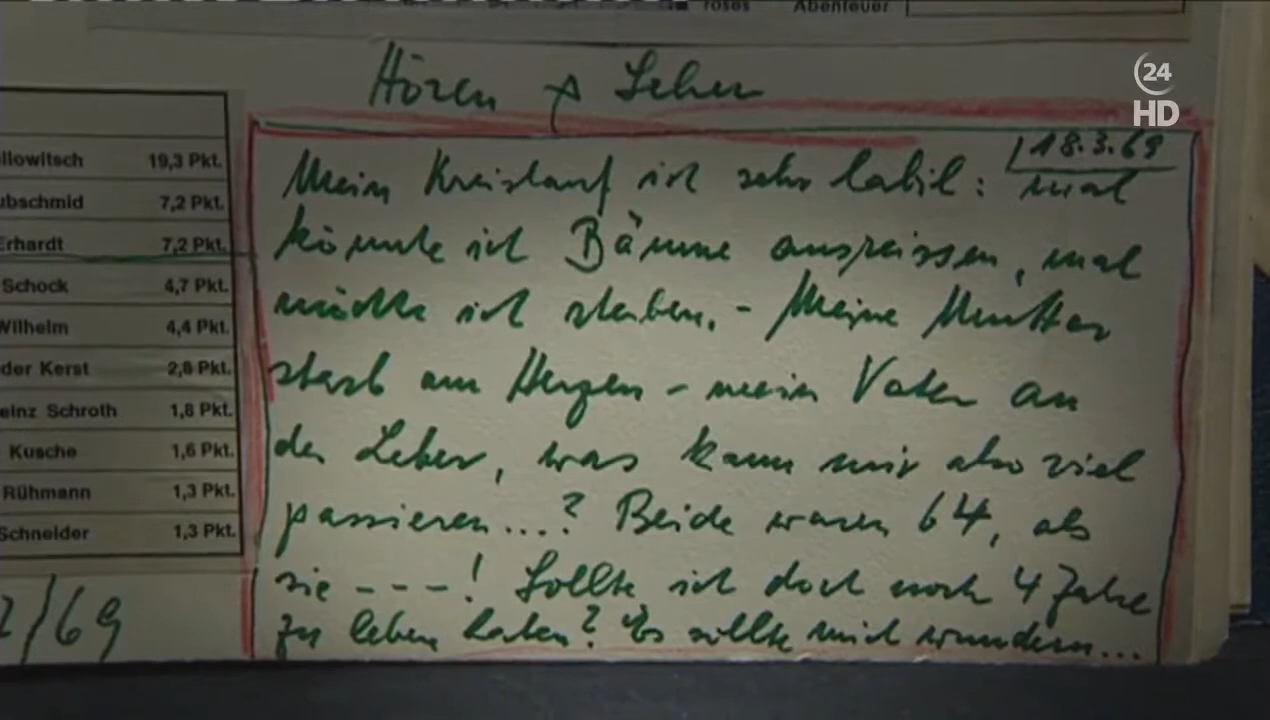 roses Abenteuer
24
HD
Hören + Sehen
18.3.69
llowitsch 19,3 Pkt.
ubschmid 7,2 Pkt.
Erhardt 7,2 Pkt.
Schock 4,7 Pkt.
Wilhelm 4,4 Pkt.
der Kerst 2,8 Pkt.
einz Schroth 1,8 Pkt.
Kusche 1,6 Pkt.
Rühmann 1,3 Pkt.
Schneider 1,3 Pkt.
2/69
Mein Kreislauf ist sehr labil: mal
könnte ich Bäume ausreissen, mal
möchte ich sterben. - Meine Mutter
starb am Herzen - mein Vater an
der Leber, was kann mir also viel
passieren...? Beide waren 64, als
sie - - - -! Sollte ich doch noch 4 Jahre
zu leben haben? Es sollte mich wundern...